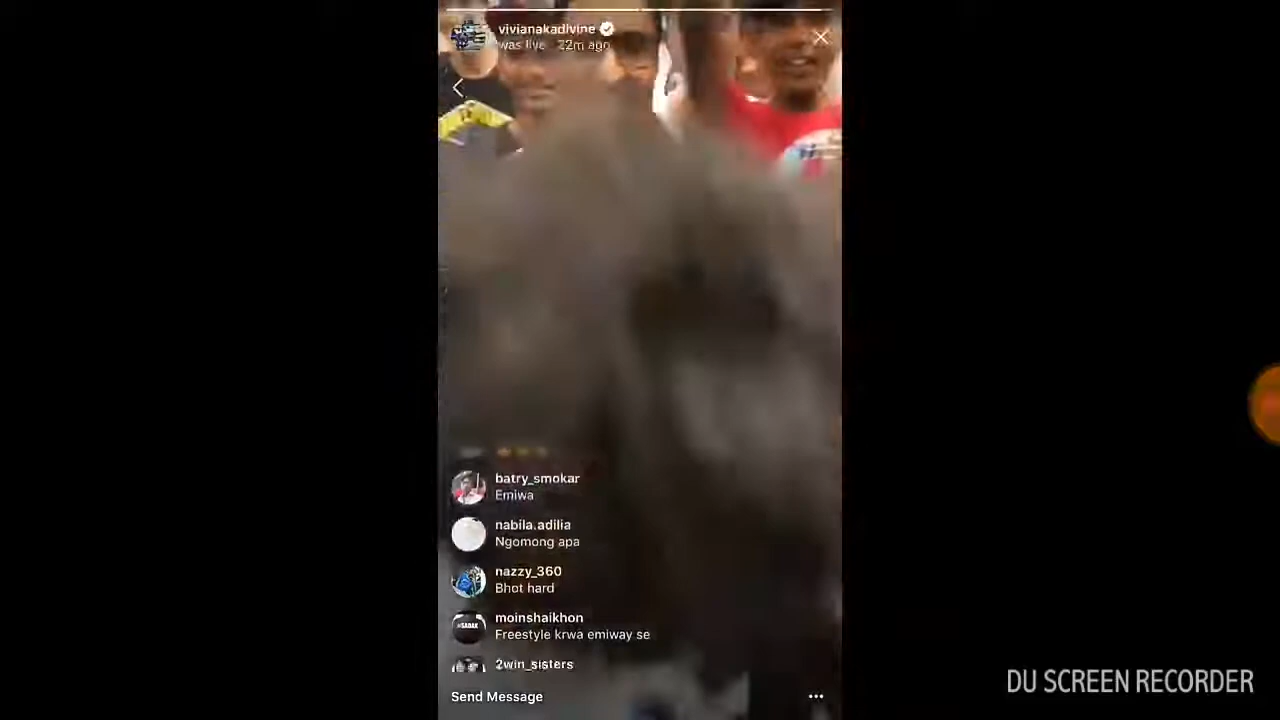 vivianakadivine
was live 22m ago
batry_smokar
Emiwa
nabila.adilia
Ngomong apa
nazzy_360
Bhot hard
moinshaikhon
Freestyle krwa emiway se
2win_sisters
Send Message
DU SCREEN RECORDER